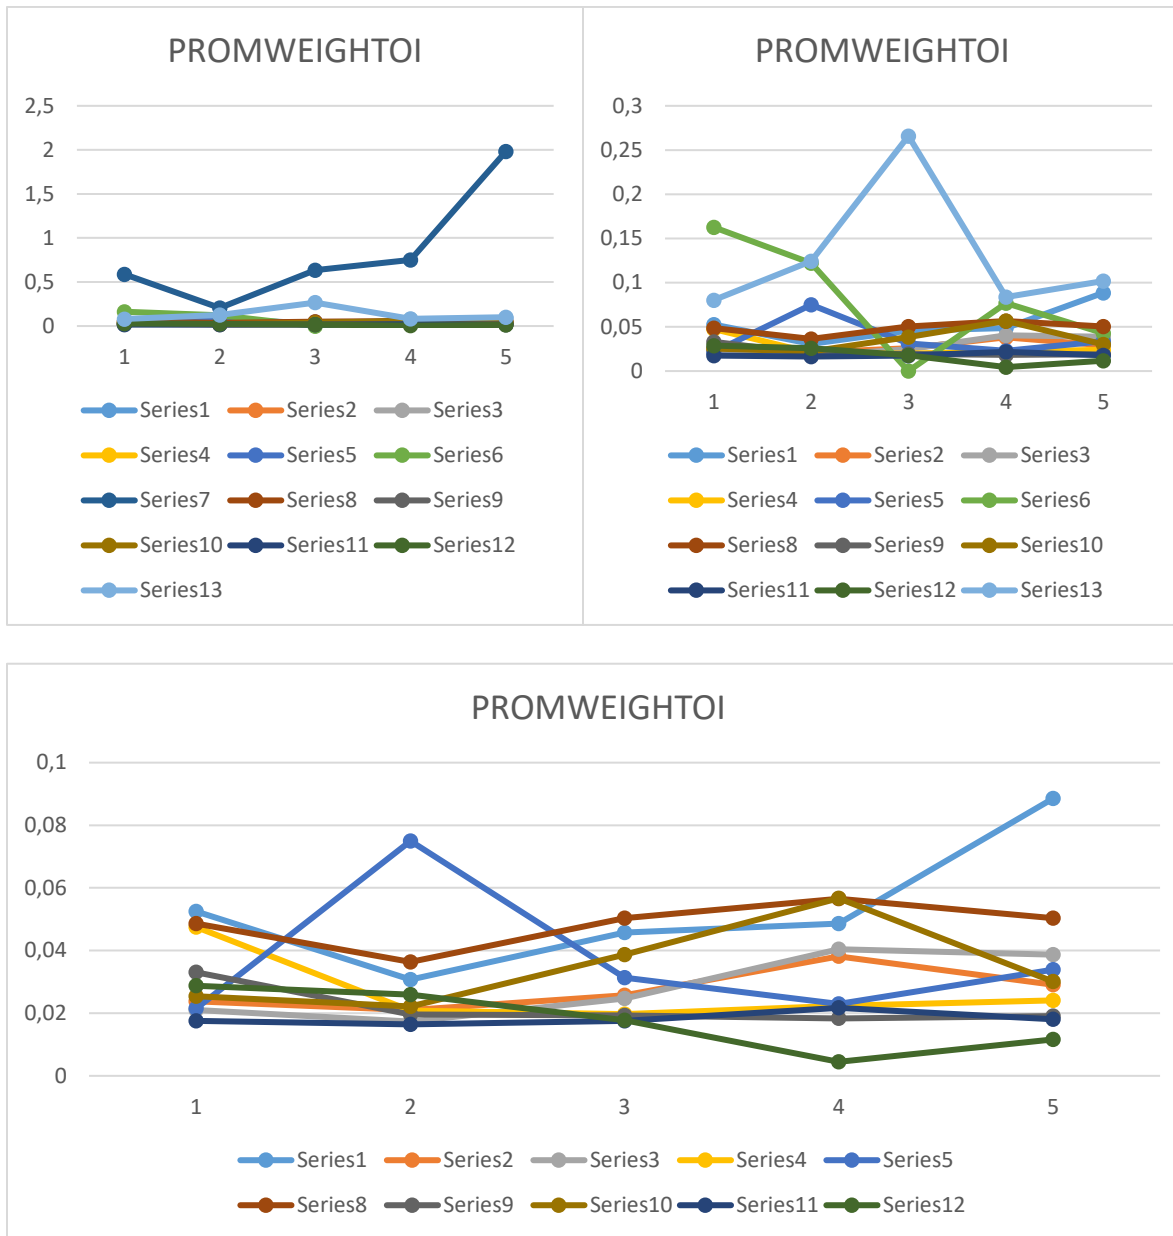 PROMWEIGHTOI
2,5
2
1,5
1
0,5
0
1 2 3 4 5
Series1 Series2 Series3
Series4 Series5 Series6
Series7 Series8 Series9
Series10 Series11 Series12
Series13
PROMWEIGHTOI
0,3
0,25
0,2
0,15
0,1
0,05
0
1 2 3 4 5
Series1 Series2 Series3
Series4 Series5 Series6
Series8 Series9 Series10
Series11 Series12 Series13
PROMWEIGHTOI
0,1
0,08
0,06
0,04
0,02
0
1 2 3 4 5
Series1 Series2 Series3 Series4 Series5
Series8 Series9 Series10 Series11 Series12